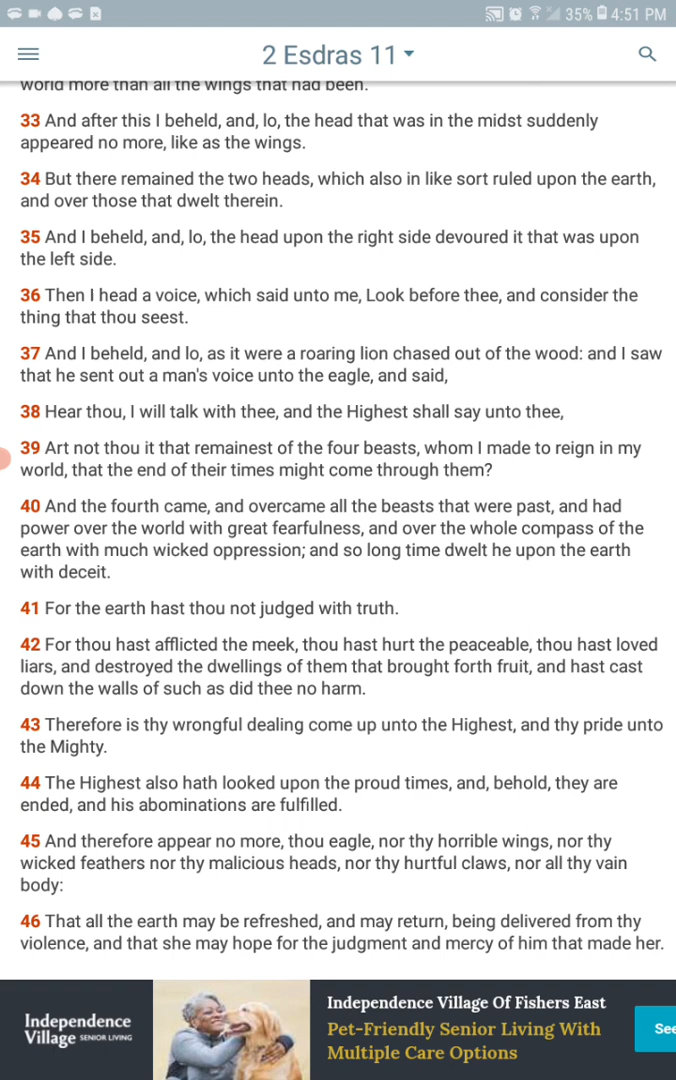 35% 4:51 PM
2 Esdras 11
world more than all the wings that had been.
33 And after this I beheld, and, lo, the head that was in the midst suddenly
appeared no more, like as the wings.
34 But there remained the two heads, which also in like sort ruled upon the earth,
and over those that dwelt therein.
35 And I beheld, and, lo, the head upon the right side devoured it that was upon
the left side.
36 Then I head a voice, which said unto me, Look before thee, and consider the
thing that thou seest.
37 And I beheld, and lo, as it were a roaring lion chased out of the wood: and I saw
that he sent out a man's voice unto the eagle, and said,
38 Hear thou, I will talk with thee, and the Highest shall say unto thee,
39 Art not thou it that remainest of the four beasts, whom I made to reign in my
world, that the end of their times might come through them?
40 And the fourth came, and overcame all the beasts that were past, and had
power over the world with great fearfulness, and over the whole compass of the
earth with much wicked oppression; and so long time dwelt he upon the earth
with deceit.
41 For the earth hast thou not judged with truth.
42 For thou hast afflicted the meek, thou hast hurt the peaceable, thou hast loved
liars, and destroyed the dwellings of them that brought forth fruit, and hast cast
down the walls of such as did thee no harm.
43 Therefore is thy wrongful dealing come up unto the Highest, and thy pride unto
the Mighty.
44 The Highest also hath looked upon the proud times, and, behold, they are
ended, and his abominations are fulfilled.
45 And therefore appear no more, thou eagle, nor thy horrible wings, nor thy
wicked feathers nor thy malicious heads, nor thy hurtful claws, nor all thy vain
body:
46 That all the earth may be refreshed, and may return, being delivered from thy
violence, and that she may hope for the judgment and mercy of him that made her.
Independence
Village SENIOR LIVING
Independence Village Of Fishers East
Pet-Friendly Senior Living With
Multiple Care Options
See